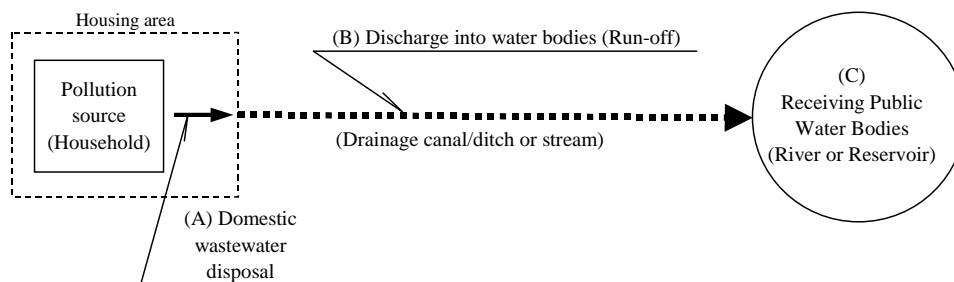 Housing area
Pollution
source
(Household)
(B) Discharge into water bodies (Run-off)
(Drainage canal/ditch or stream)
(A) Domestic
wastewater
disposal
(C)
Receiving Public
Water Bodies
(River or Reservoir)